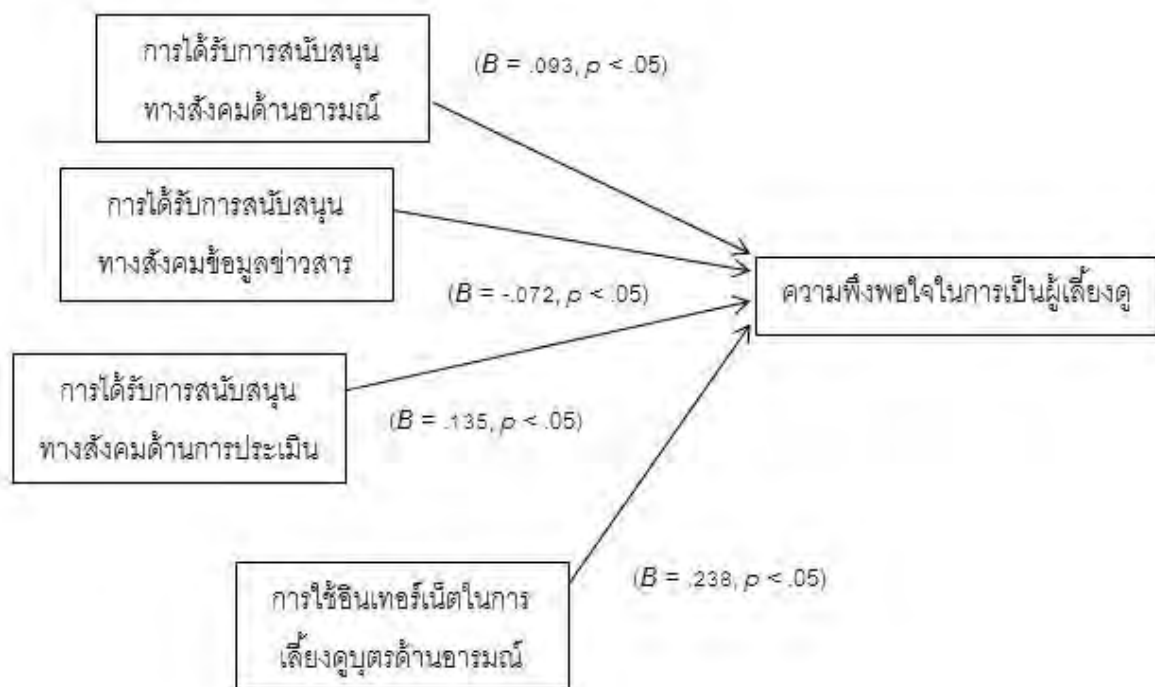 การได้รับการสนับสนุน
ทางสังคมด้านอารมณ์
(B = .093, p < .05)
การได้รับการสนับสนุน
ทางสังคมข้อมูลข่าวสาร
(B = -.072, p < .05)
ความพึงพอใจในการเป็นผู้เลี้ยงดู
การได้รับการสนับสนุน
ทางสังคมด้านการประเมิน
(B = .135, p < .05)
การใช้อินเทอร์เน็ตในการ
เลี้ยงดูบุตรด้านอารมณ์
(B = .238, p < .05)